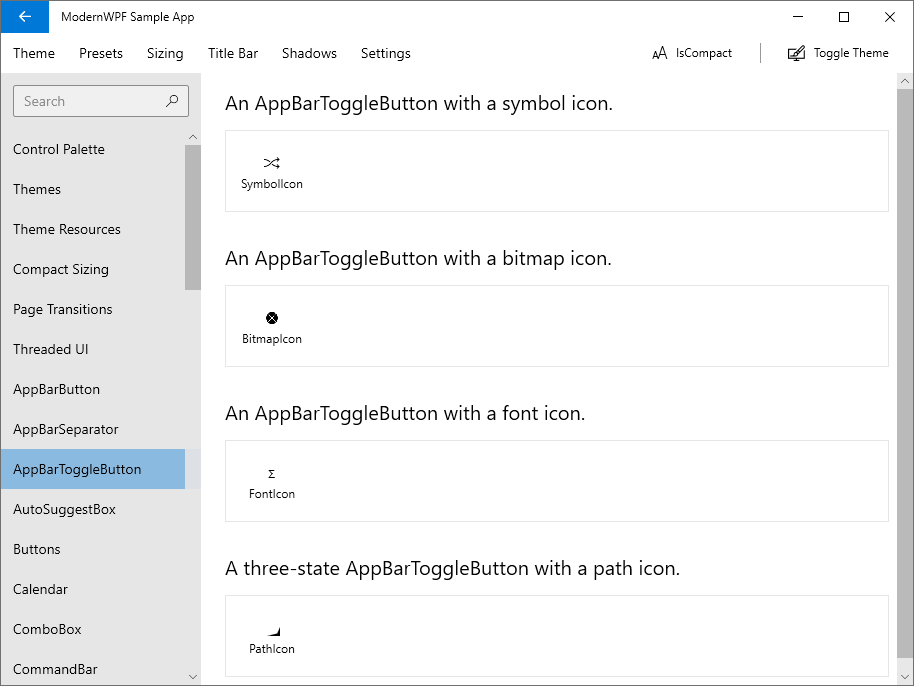 ModernWPF Sample App
Theme Presets Sizing Title Bar Shadows Settings IsCompact Toggle Theme
Search
Control Palette
Themes
Theme Resources
Compact Sizing
Page Transitions
Threaded UI
AppBarButton
AppBarSeparator
AppBarToggleButton
AutoSuggestBox
Buttons
Calendar
ComboBox
CommandBar
An AppBarToggleButton with a symbol icon.
SymbolIcon
An AppBarToggleButton with a bitmap icon.
BitmapIcon
An AppBarToggleButton with a font icon.
Σ
FontIcon
A three-state AppBarToggleButton with a path icon.
PathIcon